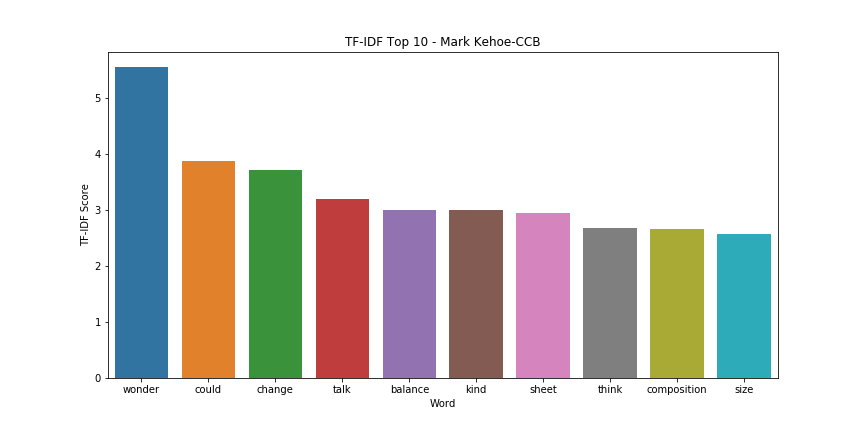 TF-IDF Top 10 - Mark Kehoe-CCB
TF-IDF Score
5
4
3
2
1
0
wonder could change talk balance kind sheet think composition size
Word